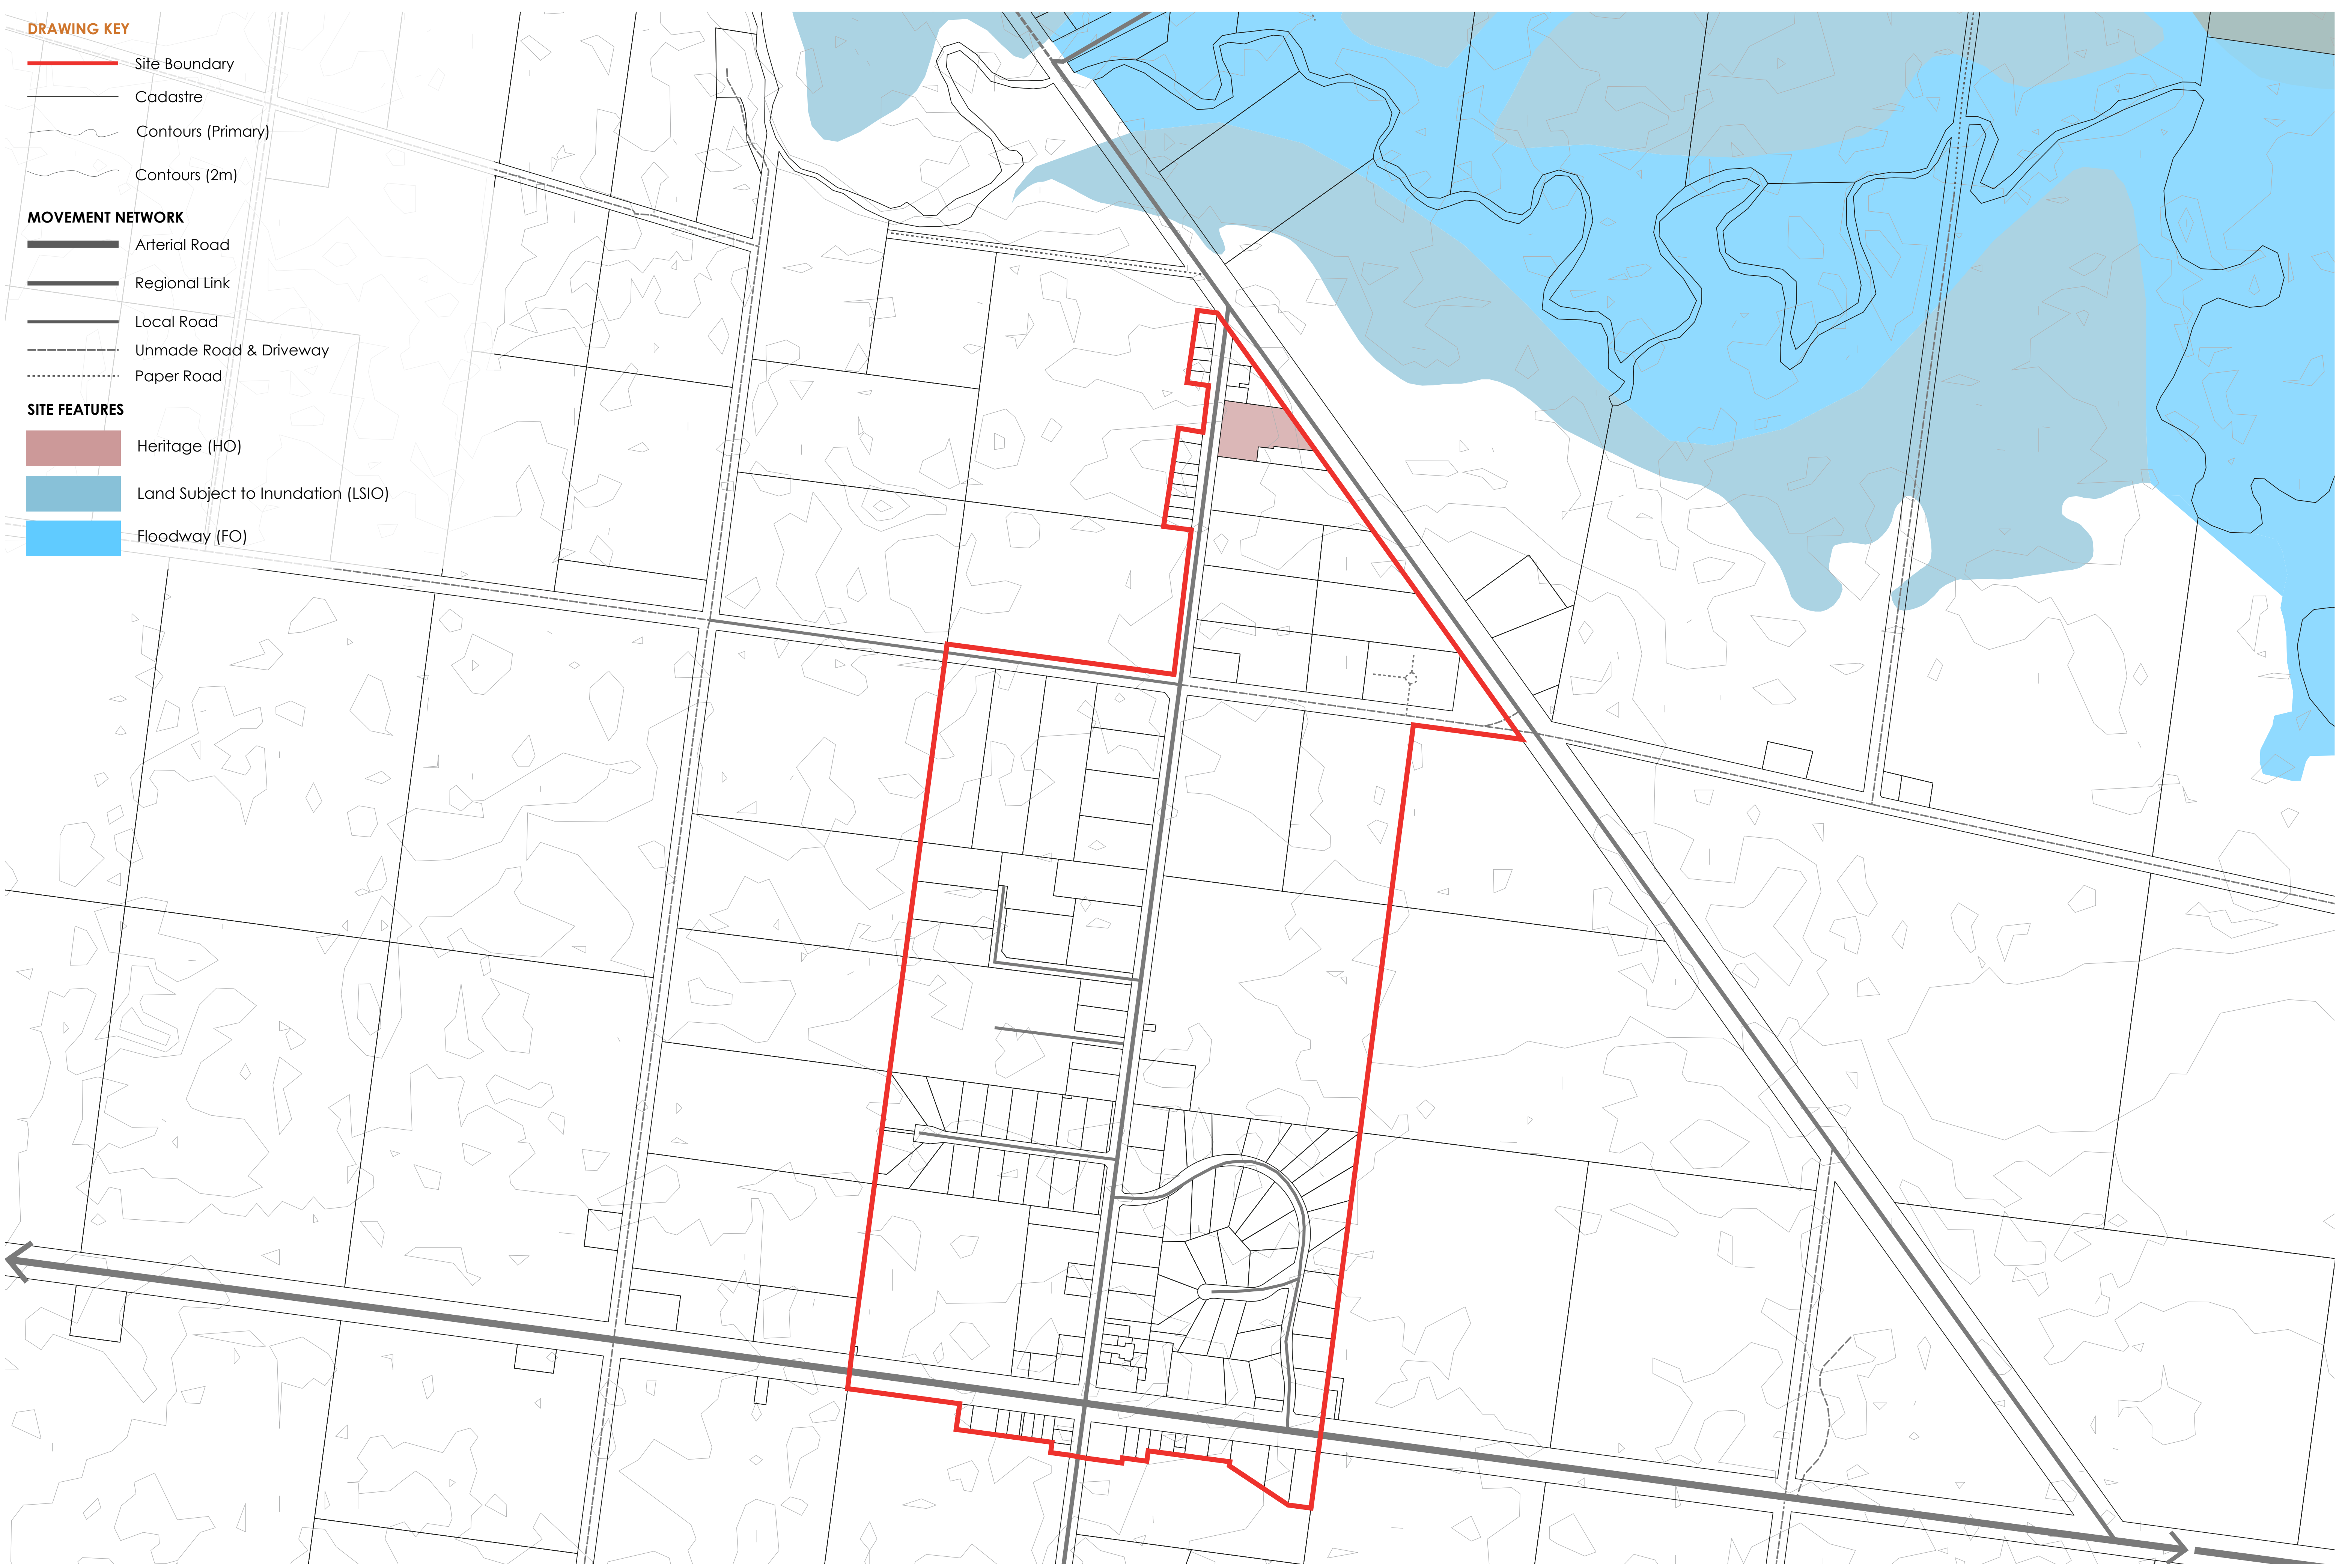 DRAWING KEY
Site Boundary
Cadastre
Contours (Primary)
Contours (2m)
MOVEMENT NETWORK
Arterial Road
Regional Link
Local Road
Unmade Road & Driveway
Paper Road
SITE FEATURES
Heritage (HO)
Land Subject to Inundation (LSIO)
Floodway (FO)